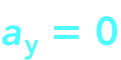 a_y = 0